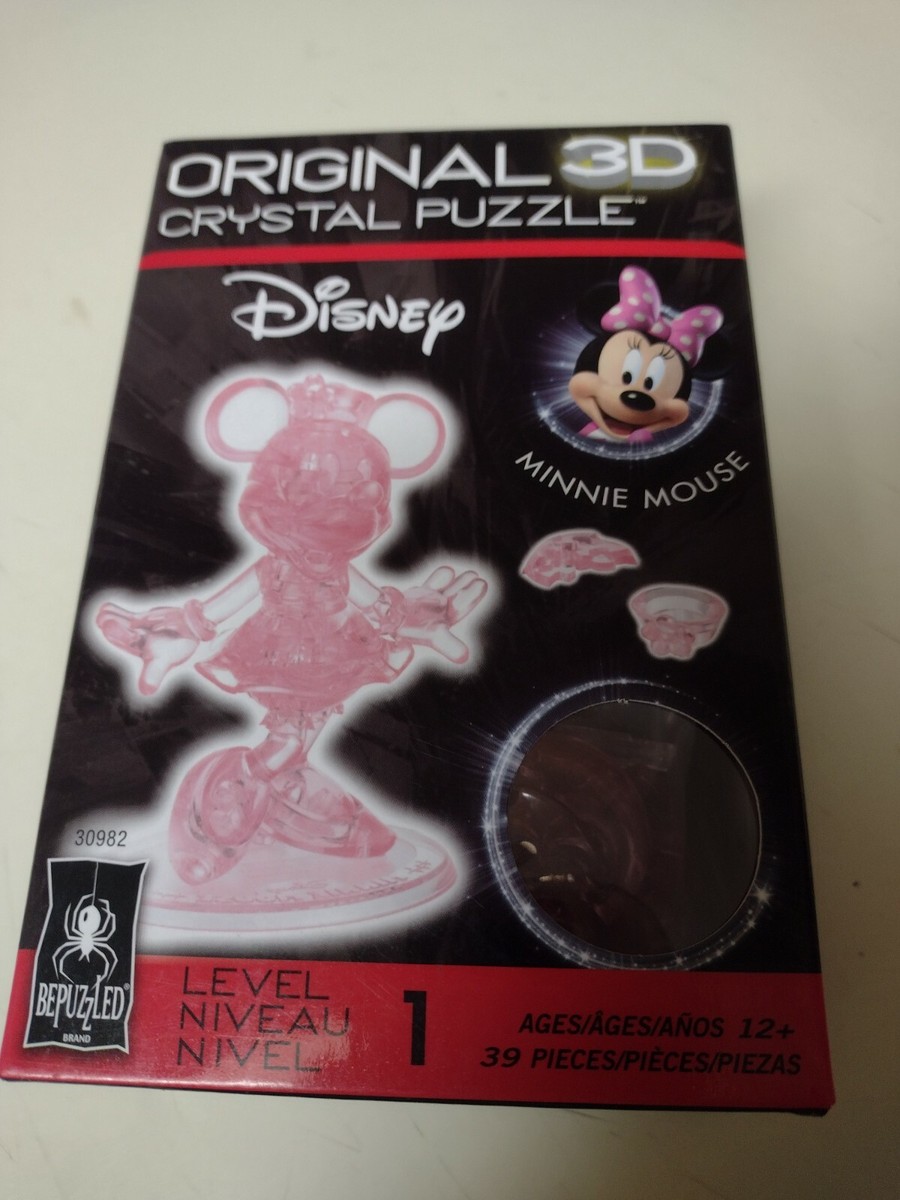 ORIGINAL 3D
CRYSTAL PUZZLE™
Disney
MINNIE MOUSE
30982
BEPUZZLED®
BRAND
LEVEL
NIVEAU
NIVEL
1
AGES/ÂGES/AÑOS 12+
39 PIECES/PIÈCES/PIEZAS